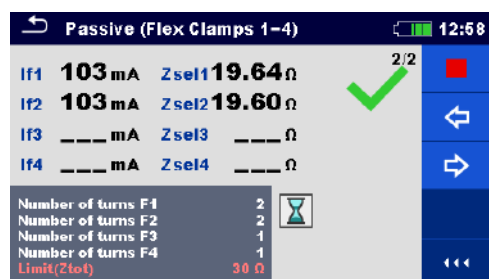 Passive (Flex Clamps 1-4) 12:58
2/2
If1 103 mA Zsel1 19.64 Ω
If2 103 mA Zsel2 19.60 Ω
If3 ___ mA Zsel3 ___ Ω
If4 ___ mA Zsel4 ___ Ω
Number of turns F1 2
Number of turns F2 2
Number of turns F3 1
Number of turns F4 1
Limit(Ztot) 30 Ω